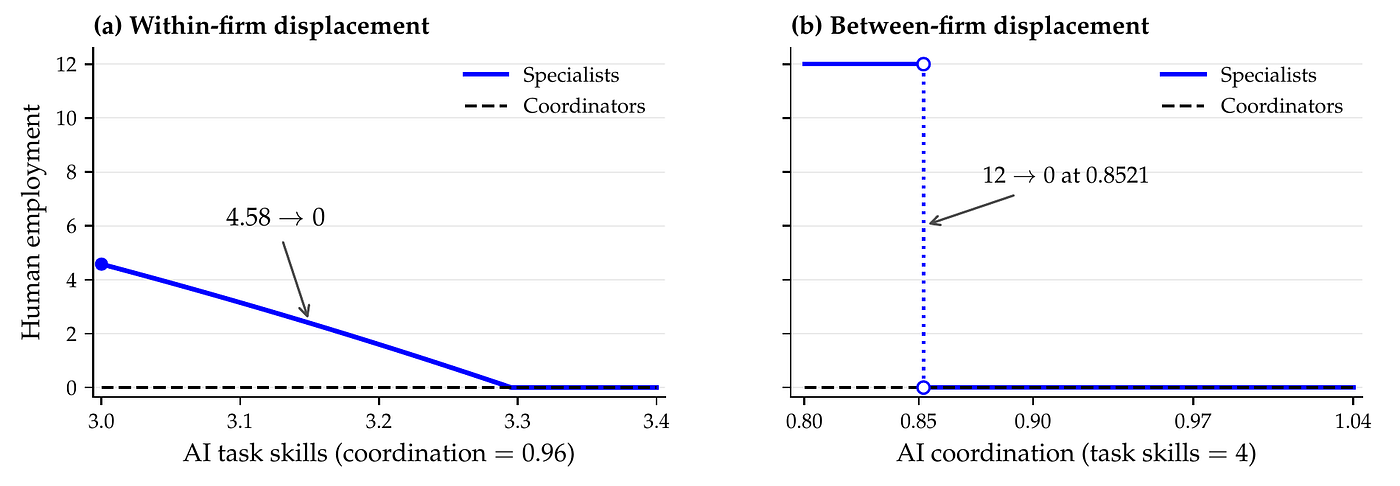 (a) Within-firm displacement
Human employment
12
10
8
6
4
2
0
Specialists
Coordinators
4.58 → 0
3.0 3.1 3.2 3.3 3.4
AI task skills (coordination = 0.96)
(b) Between-firm displacement
Specialists
Coordinators
12 → 0 at 0.8521
0.80 0.85 0.90 0.97 1.04
AI coordination (task skills = 4)